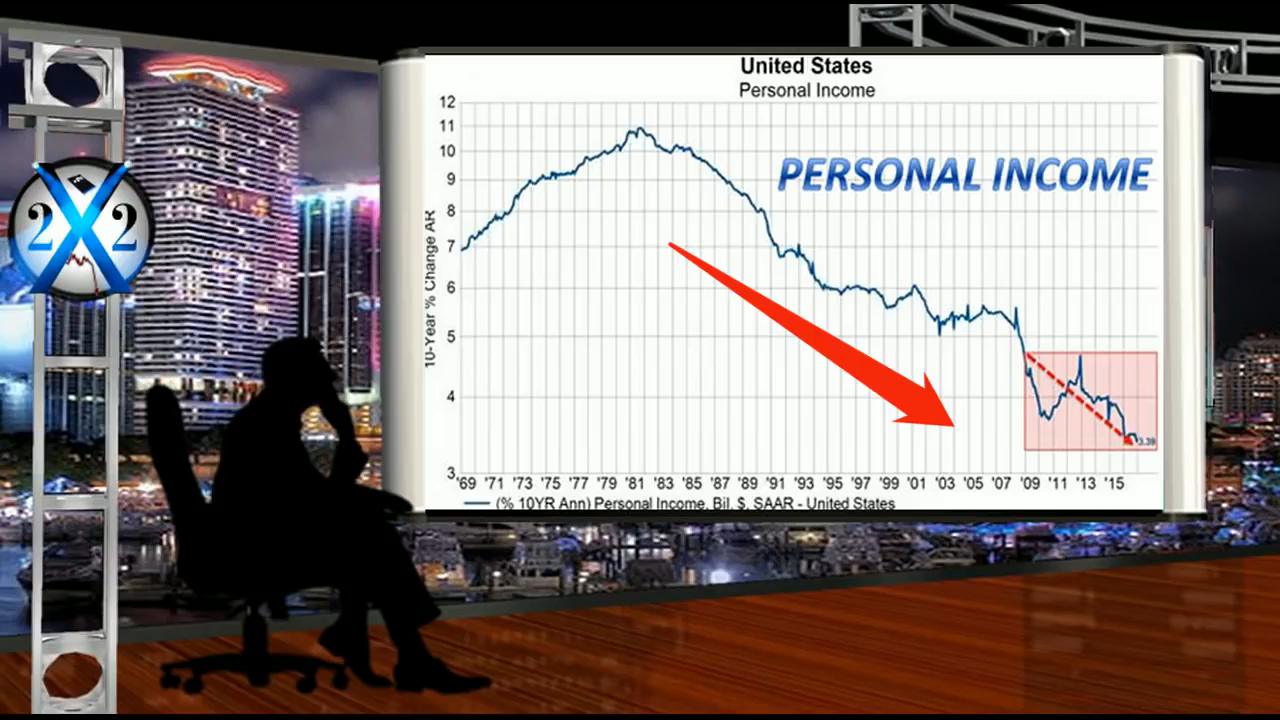 United States
Personal Income
PERSONAL INCOME
12
11
10
9
8
7
6
5
4
3
10-Year % Change AR
3.39
'69 '71 '73 '75 '77 '79 '81 '83 '85 '87 '89 '91 '93 '95 '97 '99 '01 '03 '05 '07 '09 '11 '13 '15
(% 10YR Ann) Personal Income, Bil. $, SAAR - United States
2X2